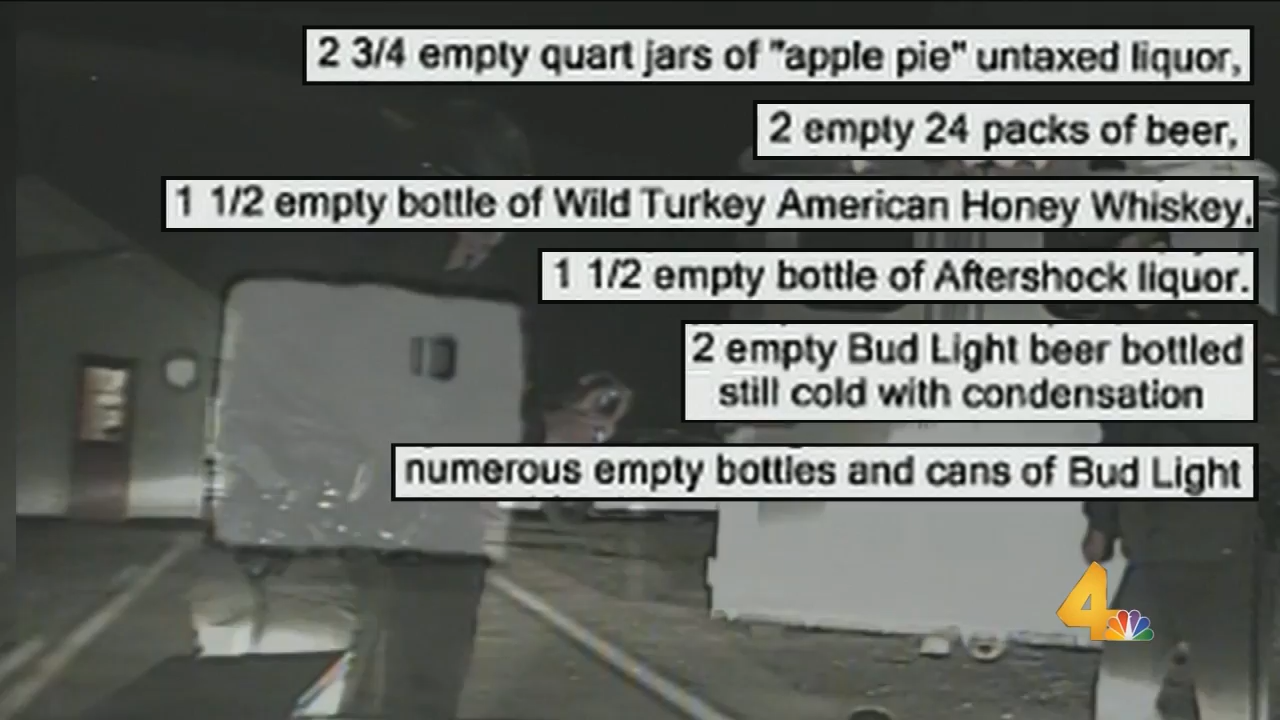 2 3/4 empty quart jars of "apple pie" untaxed liquor,
2 empty 24 packs of beer,
1 1/2 empty bottle of Wild Turkey American Honey Whiskey,
1 1/2 empty bottle of Aftershock liquor.
2 empty Bud Light beer bottled
still cold with condensation
numerous empty bottles and cans of Bud Light
4